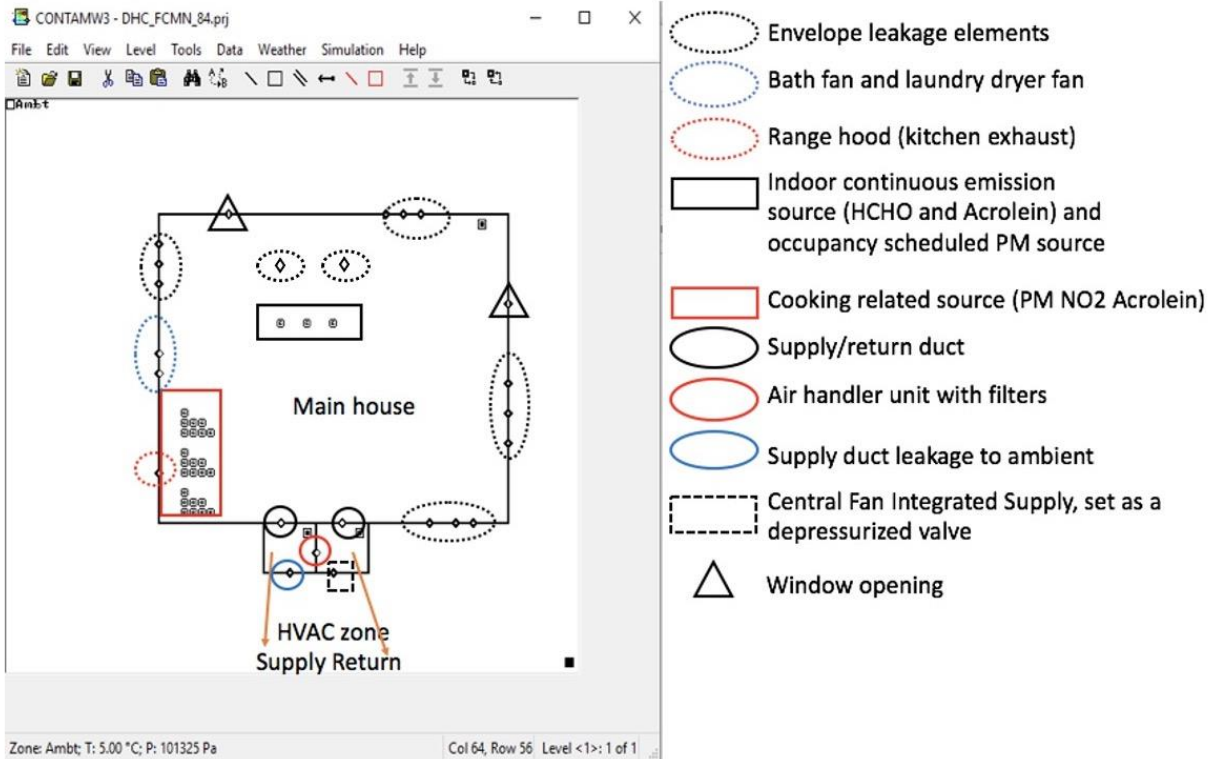 CONTAMW3 - DHC_FCMN_84.prj
File Edit View Level Tools Data Weather Simulation Help
Ambt
Main house
HVAC zone
Supply Return
Zone: Ambt; T: 5.00 °C; P: 101325 Pa
Col 64, Row 56 Level <1>: 1 of 1
Envelope leakage elements
Bath fan and laundry dryer fan
Range hood (kitchen exhaust)
Indoor continuous emission
source (HCHO and Acrolein) and
occupancy scheduled PM source
Cooking related source (PM NO2 Acrolein)
Supply/return duct
Air handler unit with filters
Supply duct leakage to ambient
Central Fan Integrated Supply, set as a
depressurized valve
Window opening